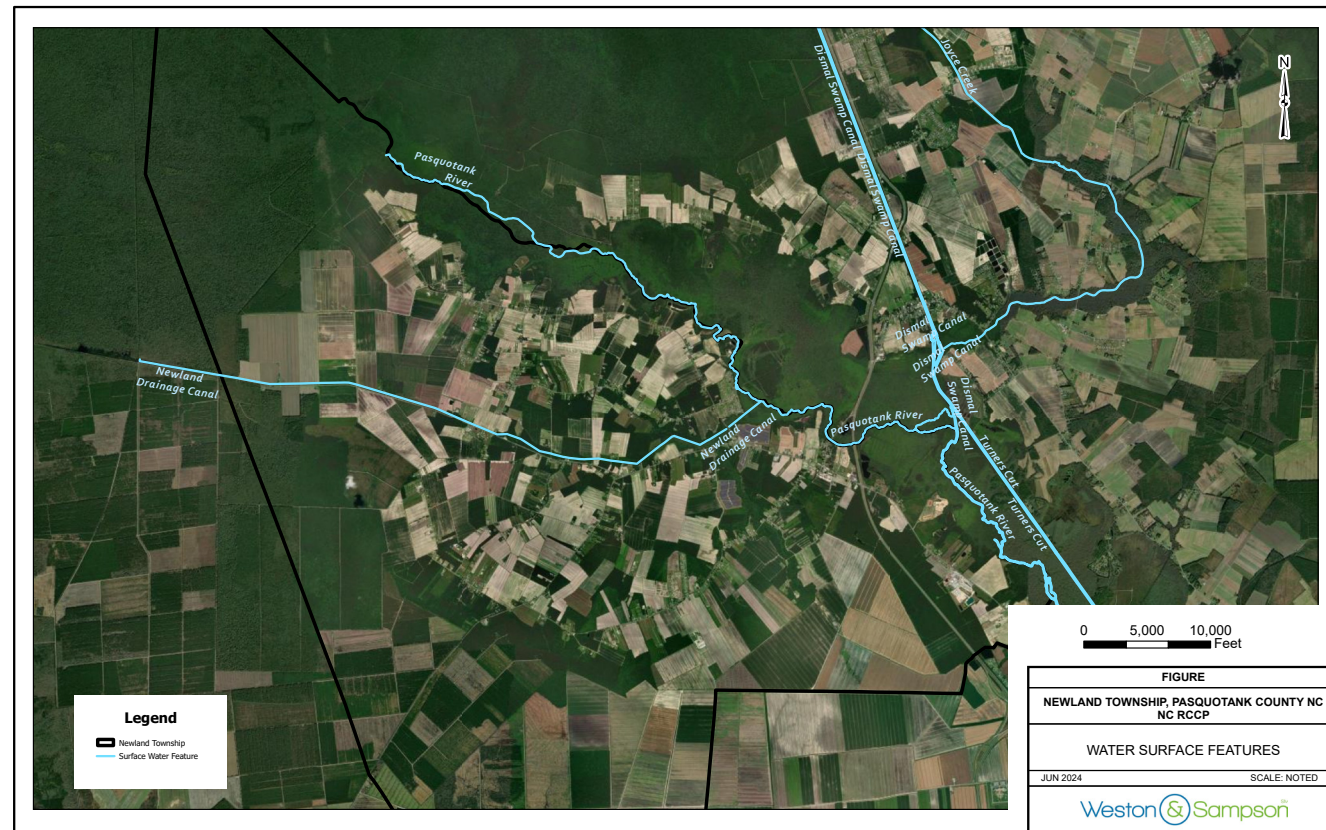 Joyce Creek
Dismal Swamp Canal
Dismal Swamp Canal
N
Pasquotank
River
Dismal
Swamp Canal
Dismal
Swamp Canal
Newland
Drainage Canal
Dismal
Swamp Canal
Pasquotank River
Newland
Drainage Canal
Turners Cut
Pasquotank River
Turners Cut
0 5,000 10,000
Feet
Legend
Newland Township
Surface Water Feature
FIGURE
NEWLAND TOWNSHIP, PASQUOTANK COUNTY NC
NC RCCP
WATER SURFACE FEATURES
JUN 2024 SCALE: NOTED
Weston & Sampson